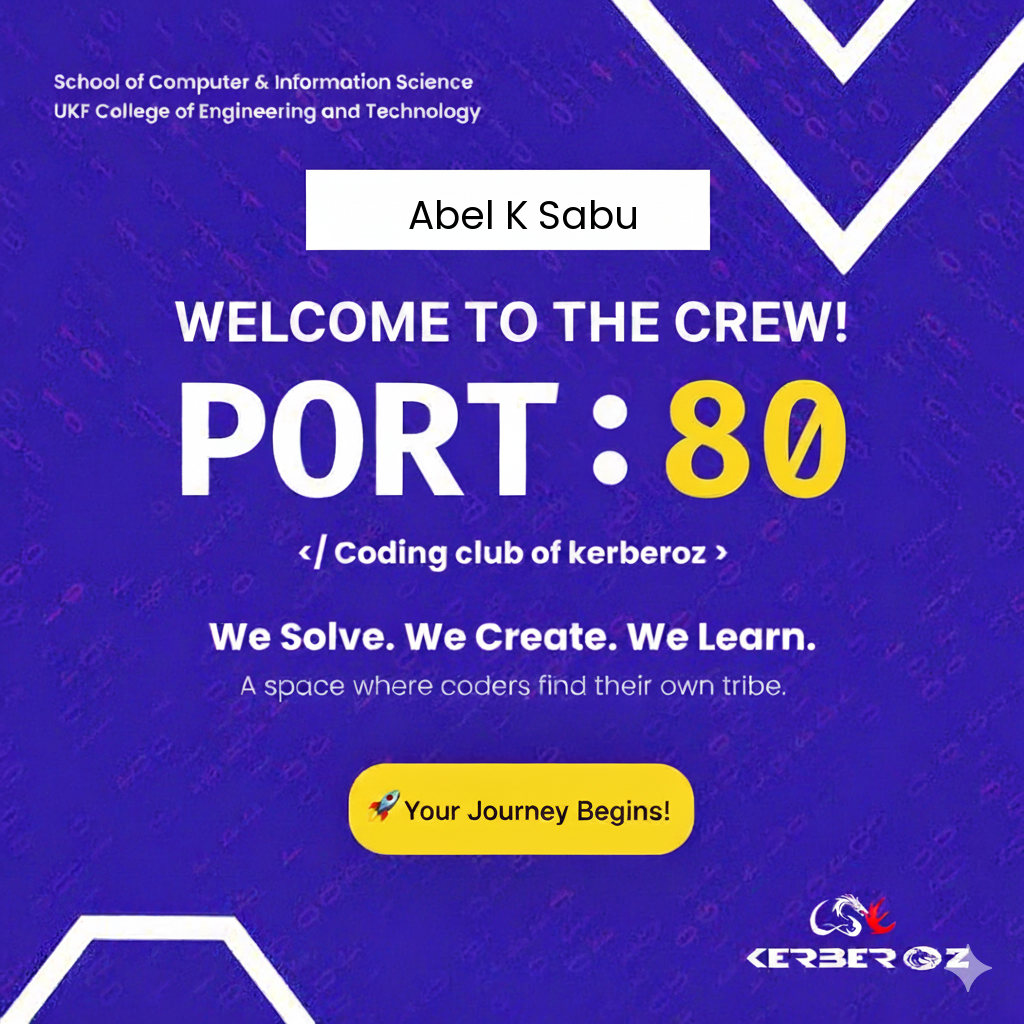 School of Computer & Information Science
UKF College of Engineering and Technology
Abel K Sabu
WELCOME TO THE CREW!
PORT:80
</ Coding club of kerberoz >
We Solve. We Create. We Learn.
A space where coders find their own tribe.
🚀 Your Journey Begins!
KERBEROZ